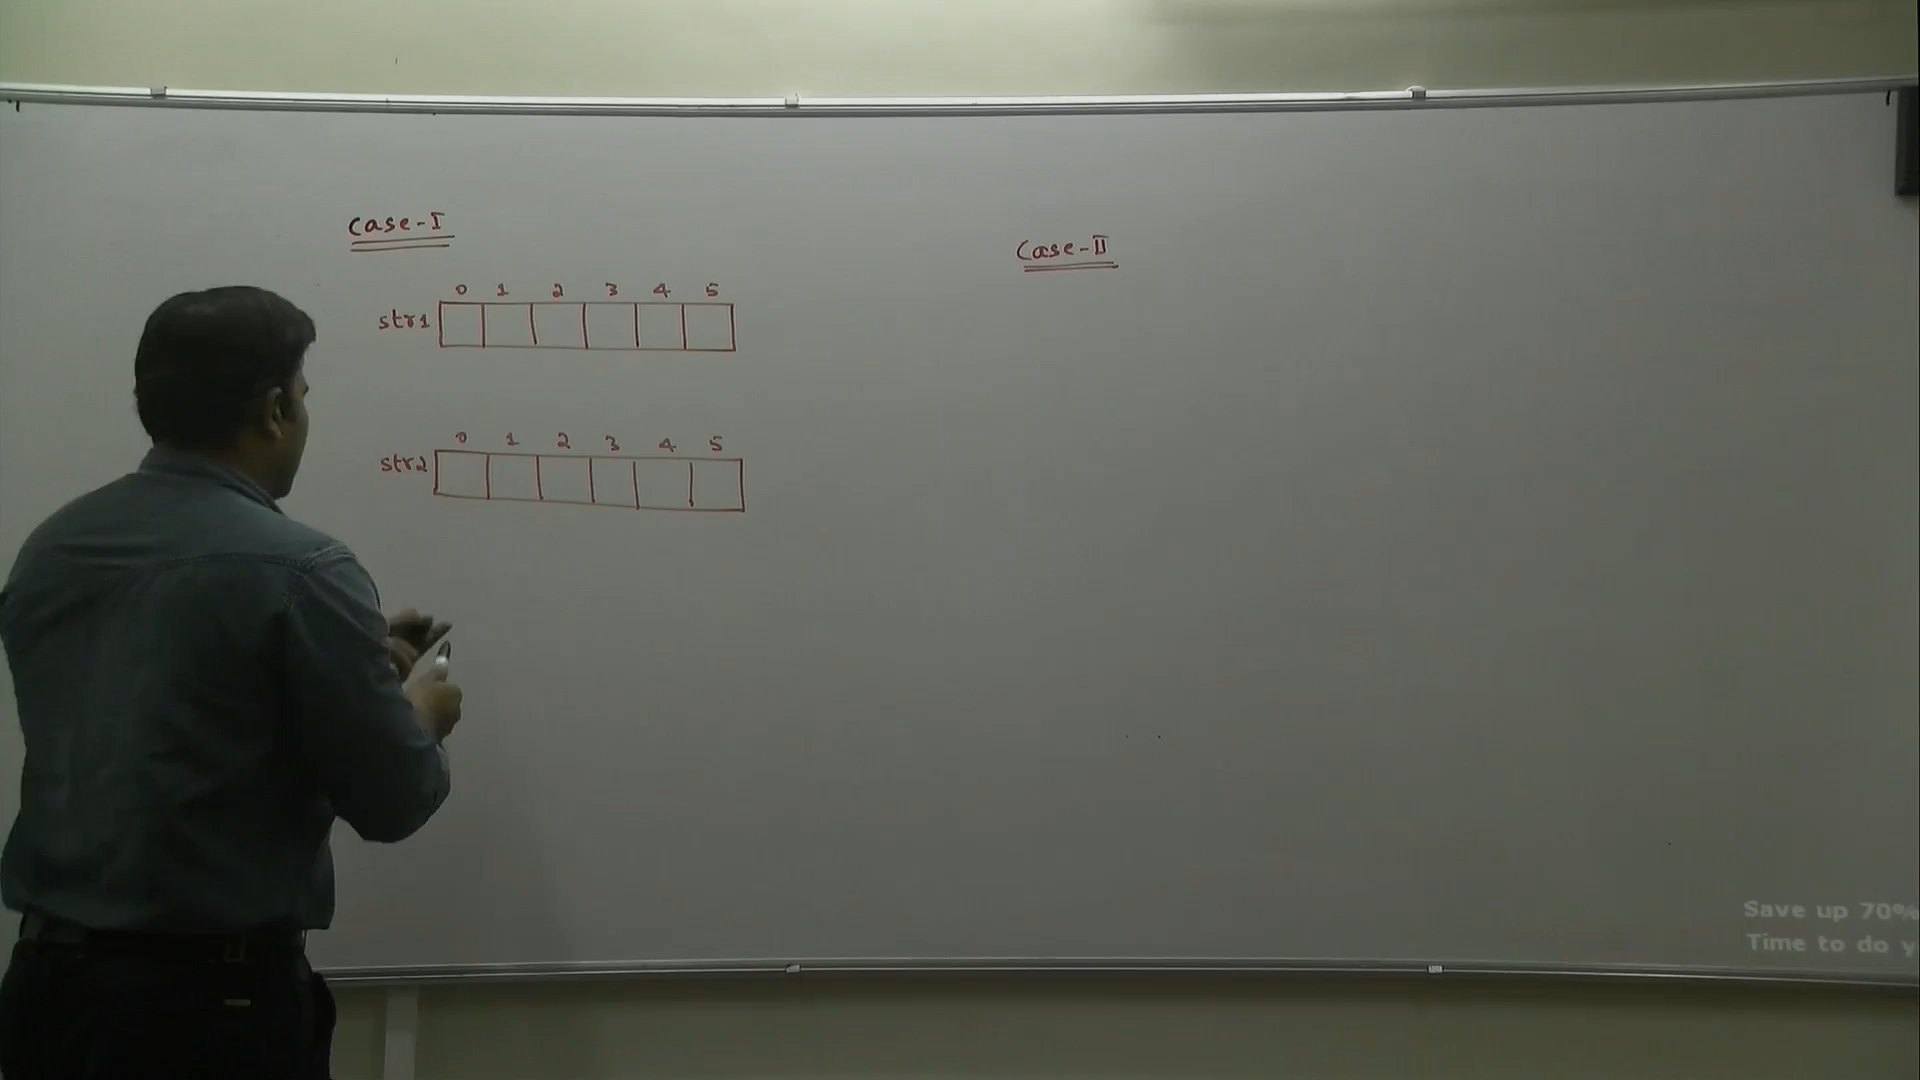 Case-I
0 1 2 3 4 5
str1
0 1 2 3 4 5
str2
Case-II
Save up 70%
Time to do y